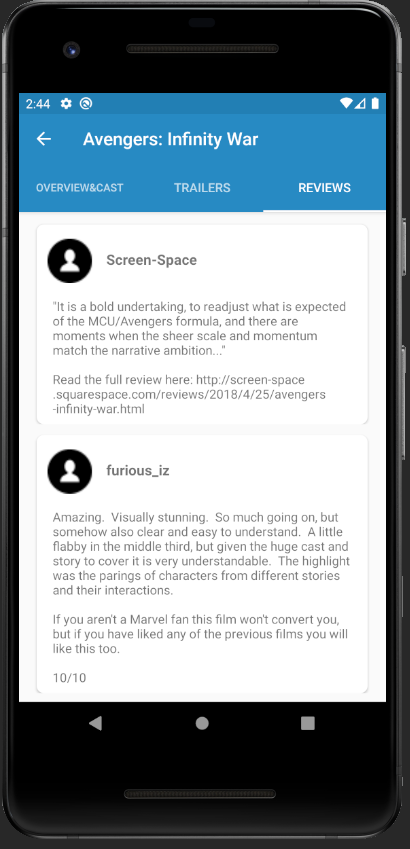 2:44
Avengers: Infinity War
OVERVIEW&CAST TRAILERS REVIEWS
Screen-Space
"It is a bold undertaking, to readjust what is expected
of the MCU/Avengers formula, and there are
moments when the sheer scale and momentum
match the narrative ambition..."
Read the full review here: http://screen-space
.squarespace.com/reviews/2018/4/25/avengers
-infinity-war.html
furious_iz
Amazing.  Visually stunning.  So much going on, but
somehow also clear and easy to understand.  A little
flabby in the middle third, but given the huge cast and
story to cover it is very understandable.  The highlight
was the parings of characters from different stories
and their interactions.
If you aren't a Marvel fan this film won't convert you,
but if you have liked any of the previous films you will
like this too.
10/10